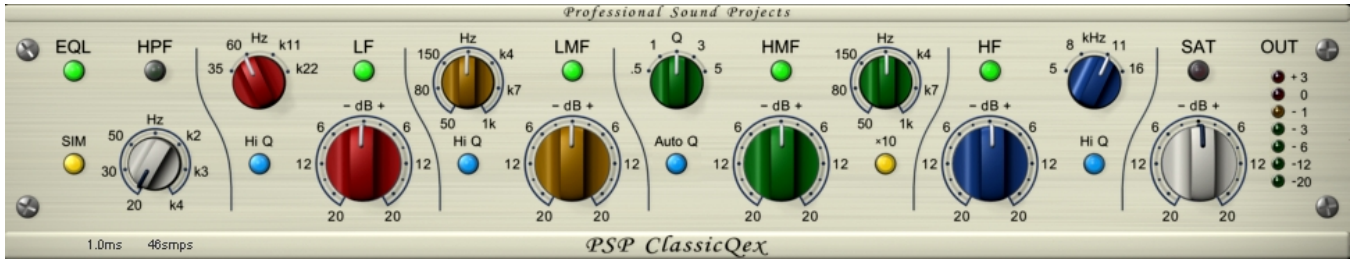 Professional Sound Projects
EQL HPF Hz LF Hz LMF Q HMF Hz HF kHz SAT OUT
60 k11 150 k4 1 3 150 k4 8 11
35 k22 80 k7 .5 5 80 k7 5 16 +3
50 1k 50 1k 0
- dB + - dB + - dB + - dB + - dB + -1
Hz 6 6 6 6 6 6 6 6 6 6 -3
SIM 50 k2 Hi Q Hi Q Auto Q ×10 Hi Q -6
30 k3 12 12 12 12 12 12 12 12 12 12 -12
20 k4 20 20 20 20 20 20 20 20 20 20 -20
1.0ms 46smps PSP ClassicQex